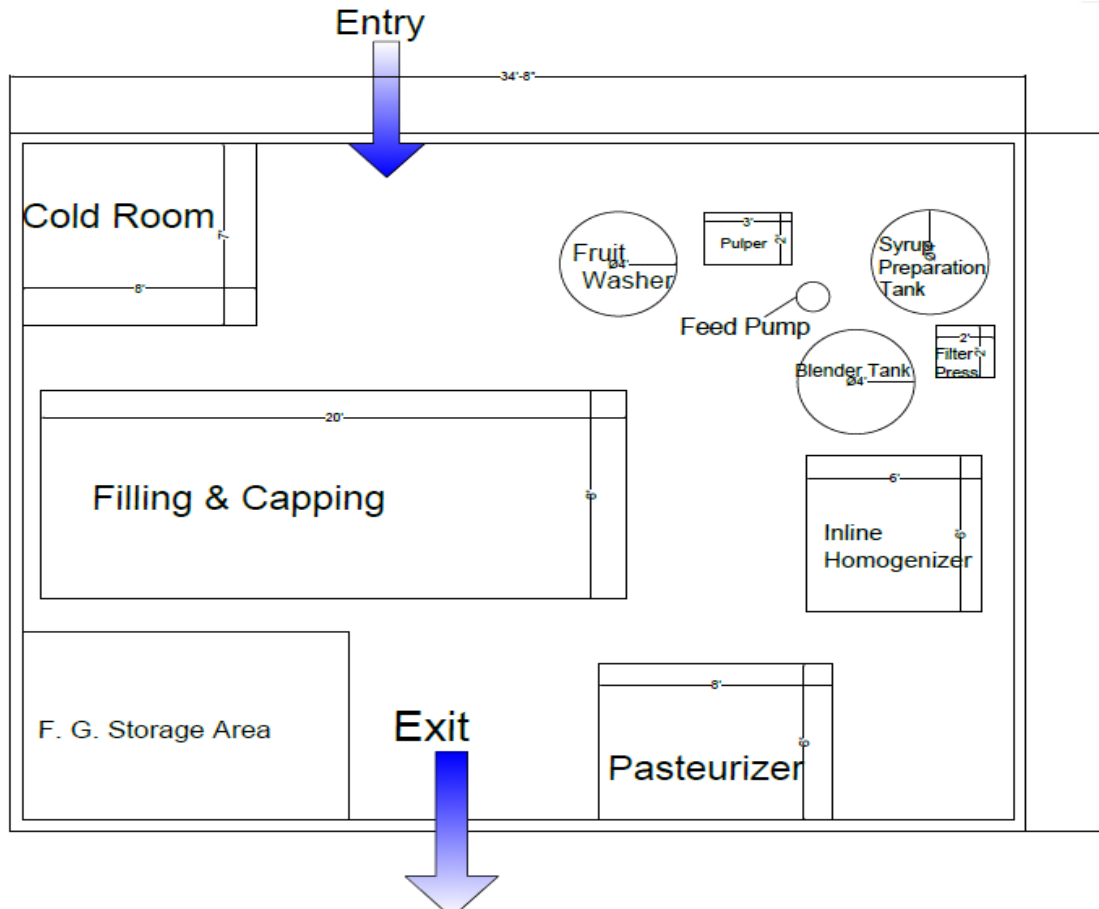 Entry
34'-8"
Cold Room
7'
8'
Fruit
Washer
Ø4'
3'
Pulper
2'
Syrup
Preparation
Tank
Feed Pump
Blender Tank
Ø4'
2'
Filter
Press
2'
20'
Filling & Capping
6'
Inline
Homogenizer
6'
F. G. Storage Area
Exit
8'
Pasteurizer
6'